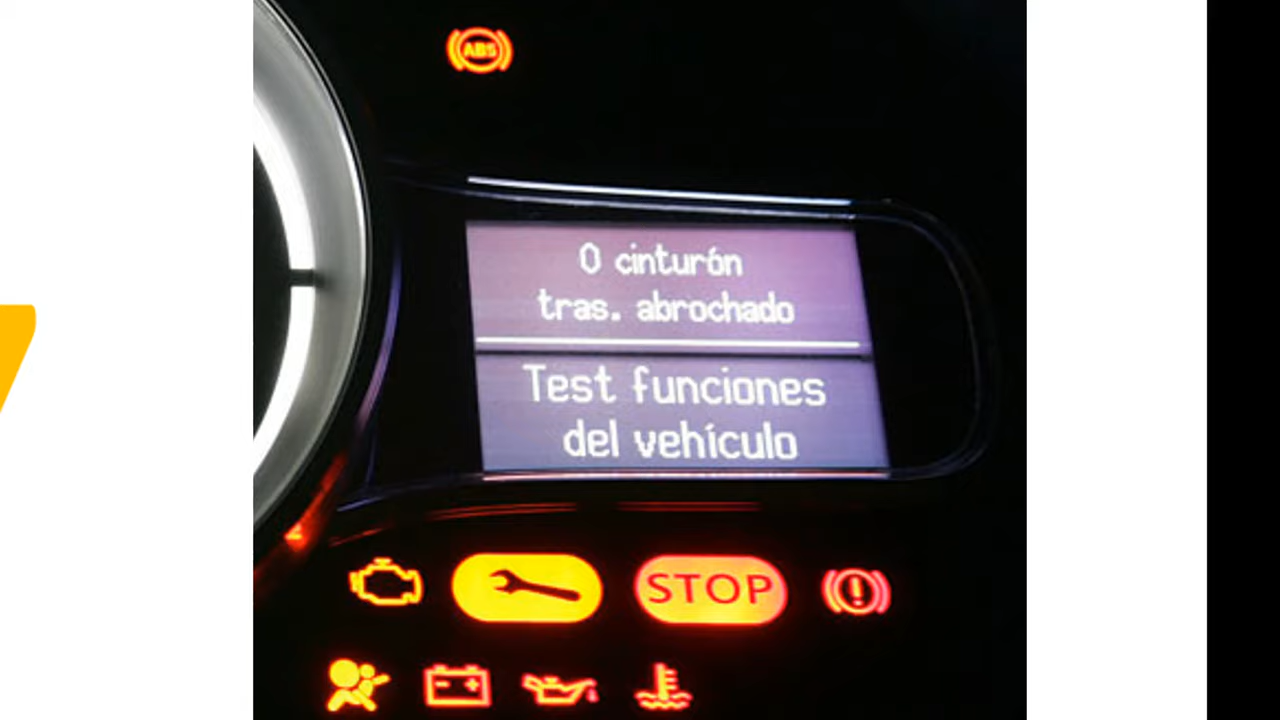 ABS
0 cinturón
tras. abrochado
Test funciones
del vehículo
STOP